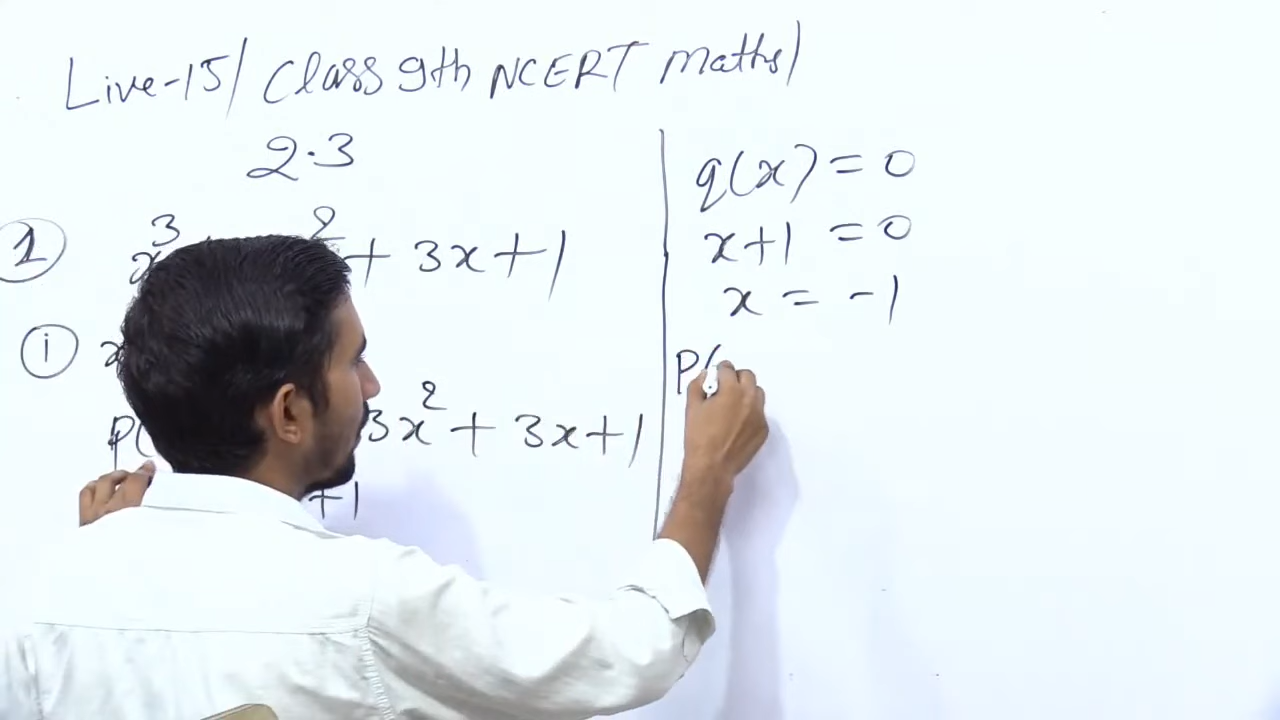 Live-15/ Class 9th NCERT Maths/
2.3
1 x³ + 2 + 3x+1
i x
P( 3x² + 3x+1
+1
q(x) = 0
x+1 = 0
x = -1
P(